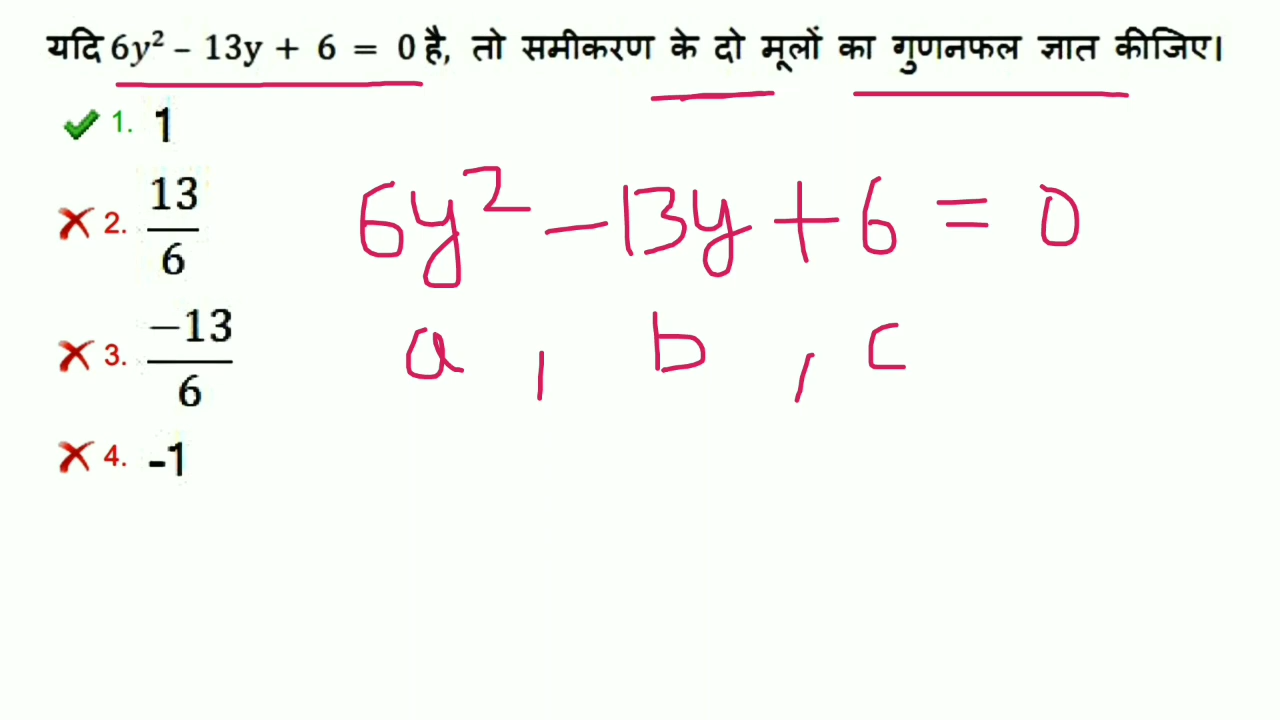 यदि 6y² – 13y + 6 = 0 है, तो समीकरण के दो मूलों का गुणनफल ज्ञात कीजिए।
1. 1
2. 13/6
3. −13/6
4. -1
6y² − 13y + 6 = 0
a , b , c